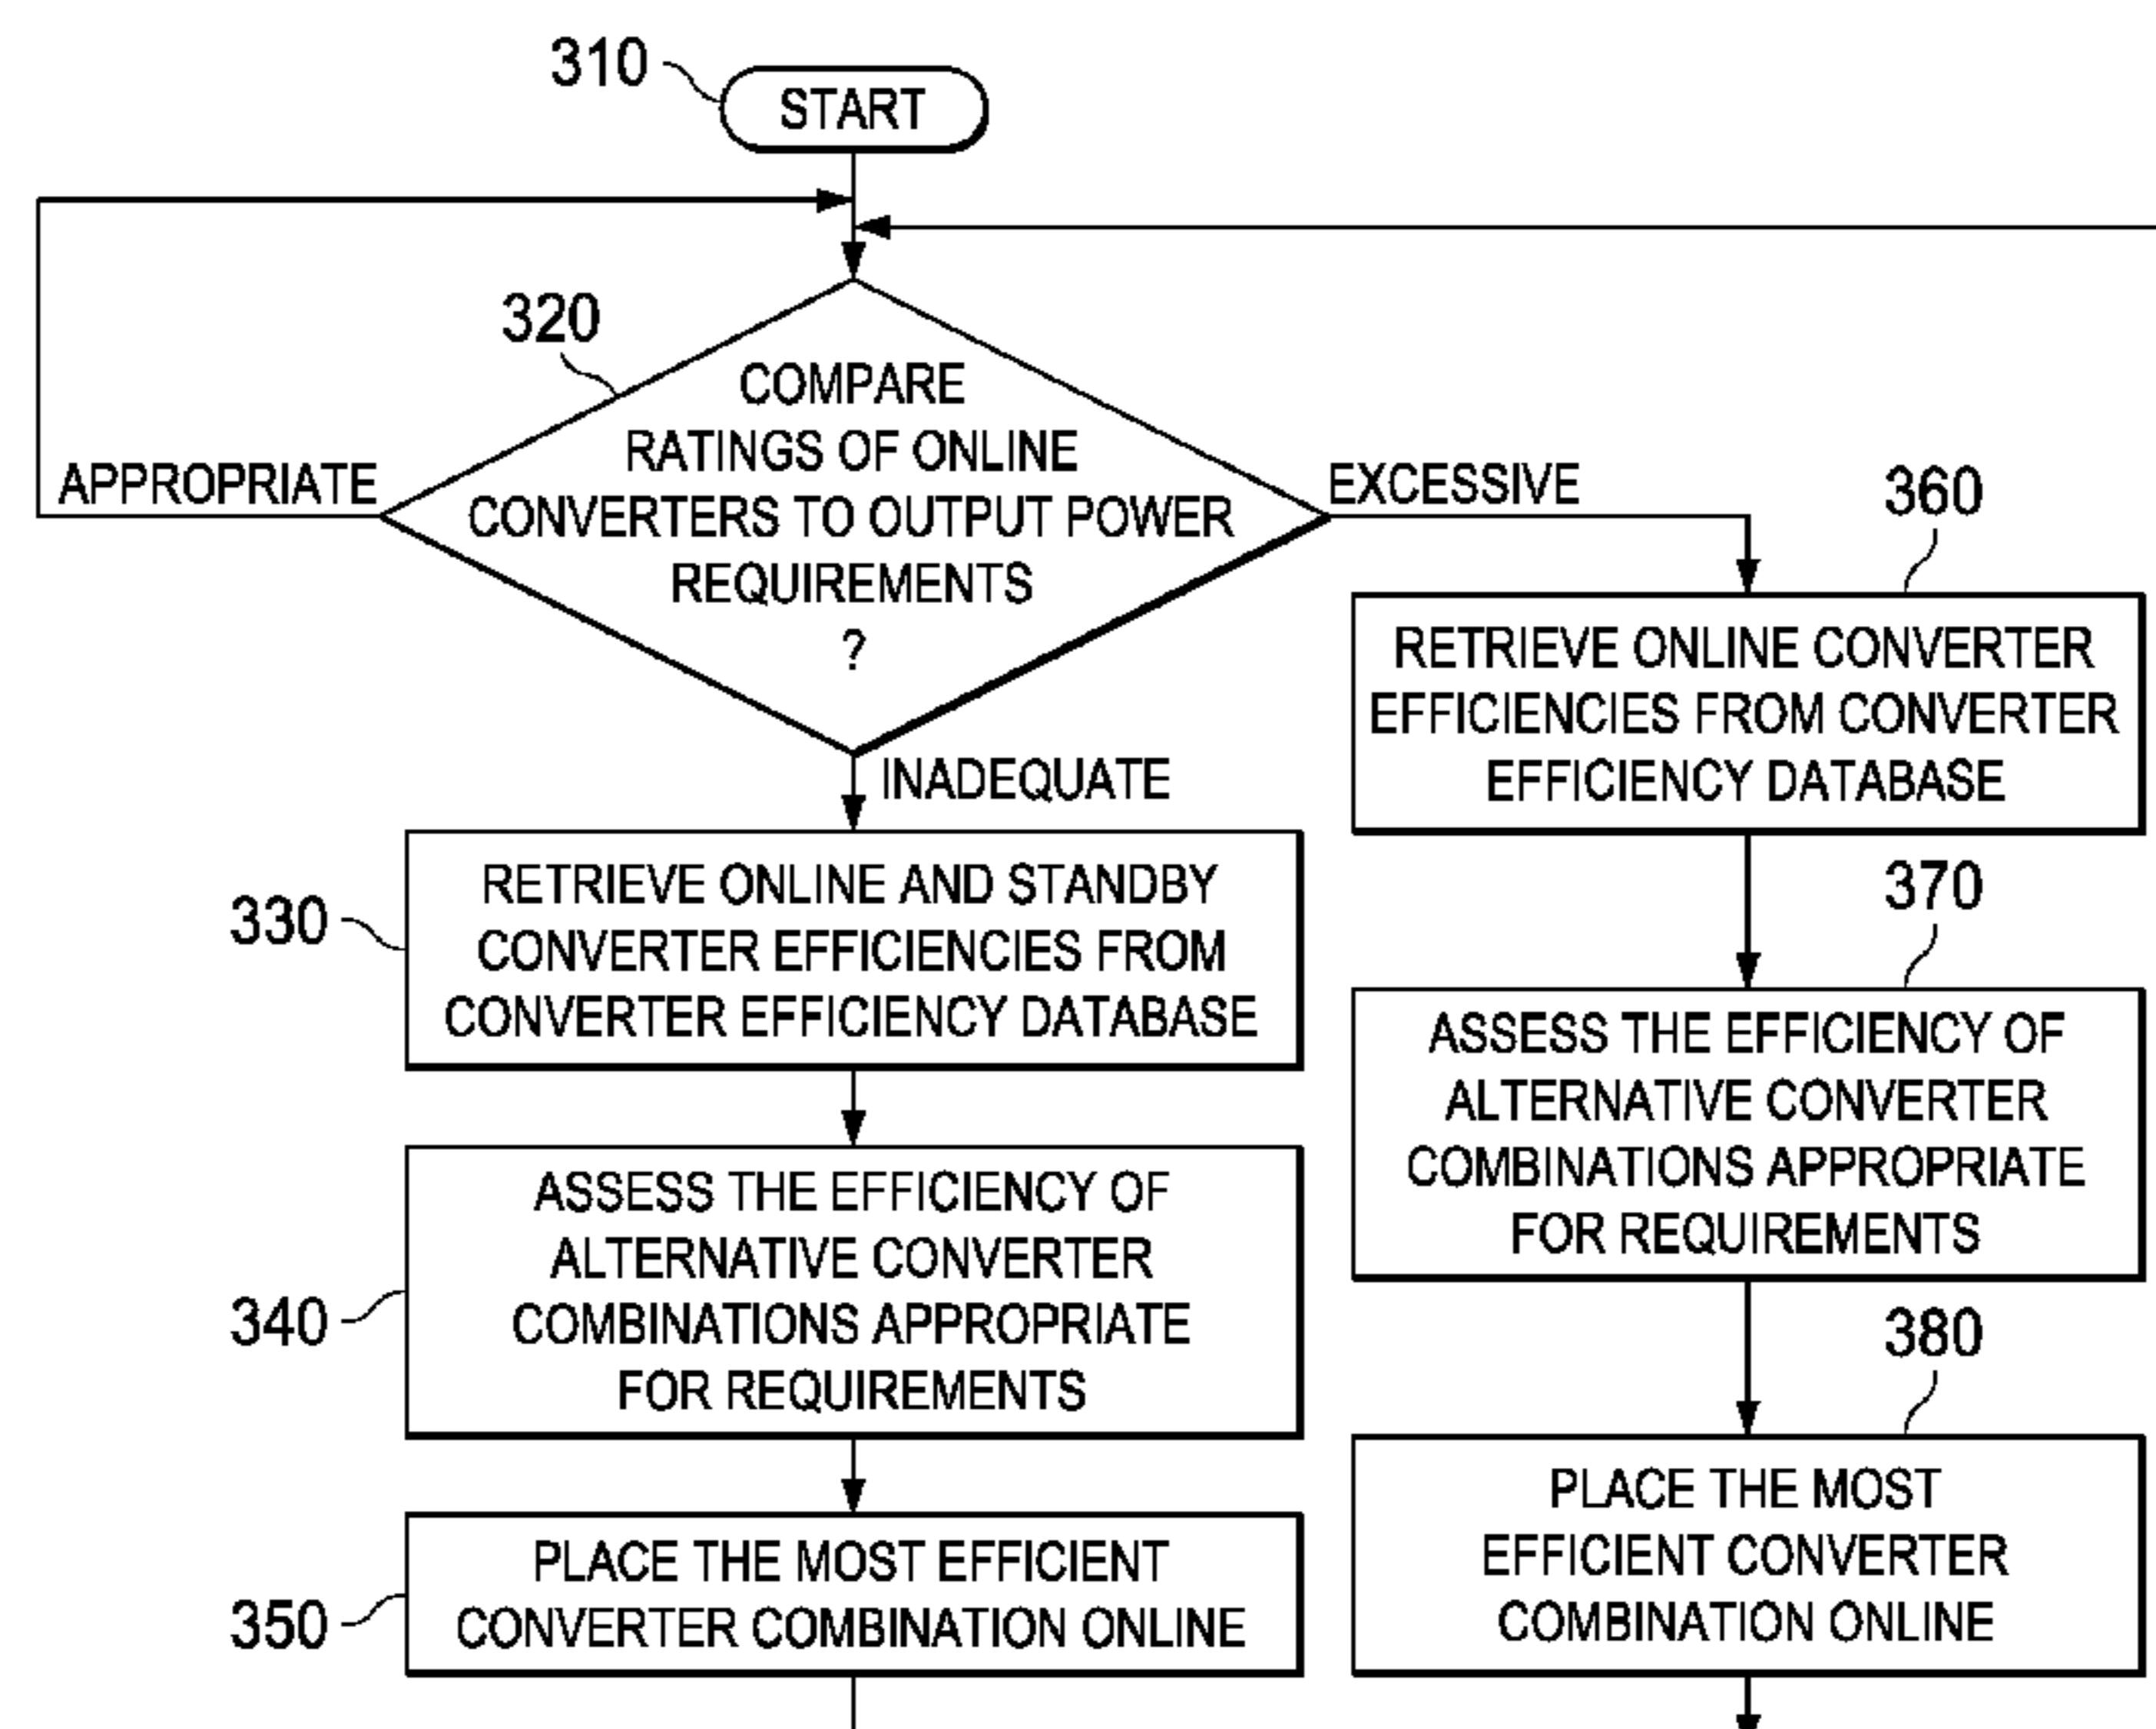 310
START
320
COMPARE
RATINGS OF ONLINE
CONVERTERS TO OUTPUT POWER
REQUIREMENTS
?
APPROPRIATE
EXCESSIVE
INADEQUATE
330
RETRIEVE ONLINE AND STANDBY
CONVERTER EFFICIENCIES FROM
CONVERTER EFFICIENCY DATABASE
340
ASSESS THE EFFICIENCY OF
ALTERNATIVE CONVERTER
COMBINATIONS APPROPRIATE
FOR REQUIREMENTS
350
PLACE THE MOST EFFICIENT
CONVERTER COMBINATION ONLINE
360
RETRIEVE ONLINE CONVERTER
EFFICIENCIES FROM CONVERTER
EFFICIENCY DATABASE
370
ASSESS THE EFFICIENCY OF
ALTERNATIVE CONVERTER
COMBINATIONS APPROPRIATE
FOR REQUIREMENTS
380
PLACE THE MOST
EFFICIENT CONVERTER
COMBINATION ONLINE